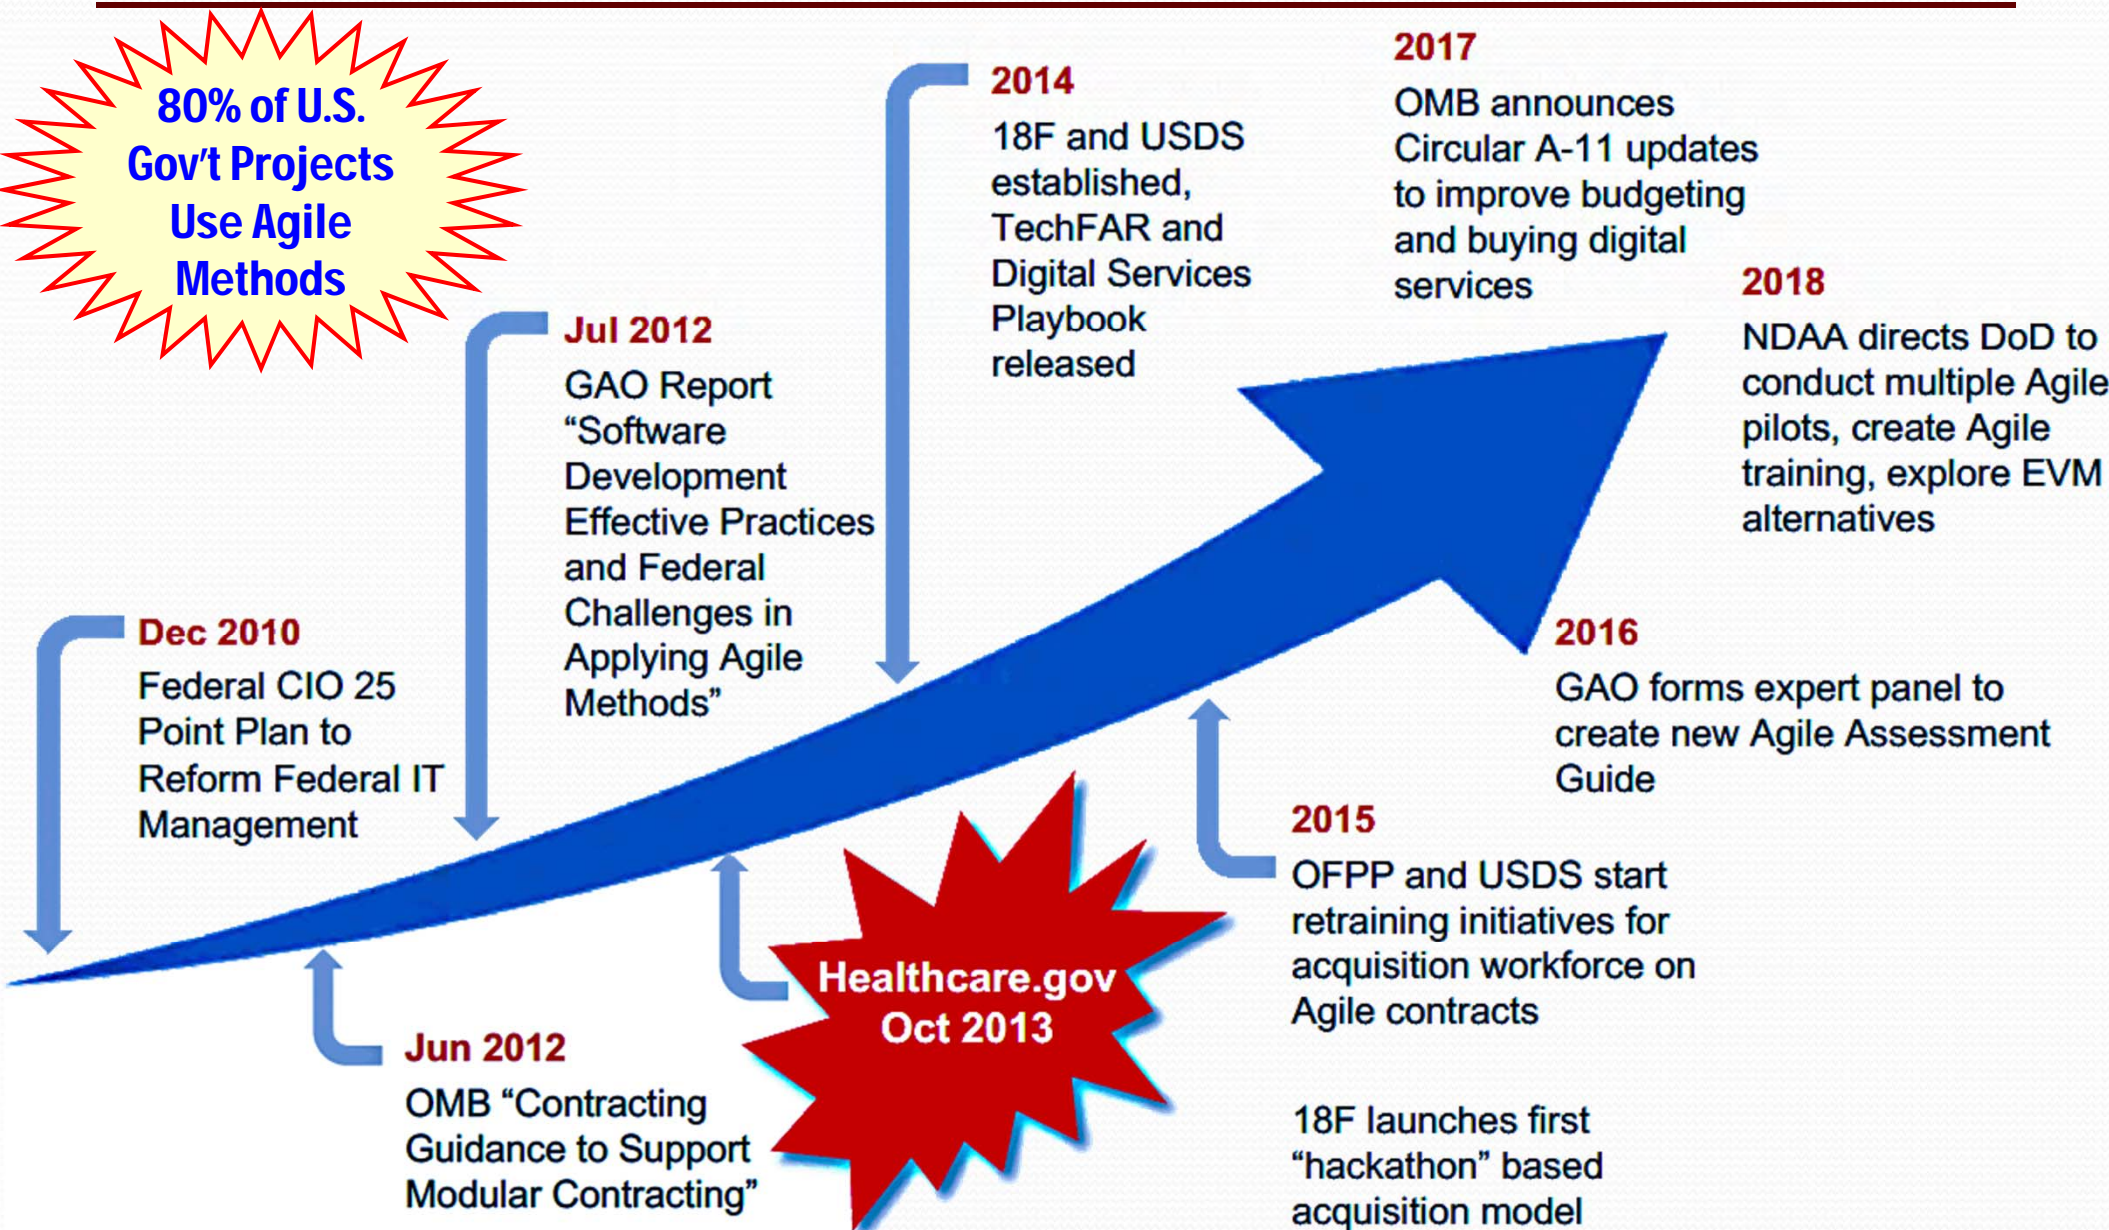 80% of U.S.
Gov't Projects
Use Agile
Methods
Dec 2010
Federal CIO 25
Point Plan to
Reform Federal IT
Management
Jun 2012
OMB “Contracting
Guidance to Support
Modular Contracting”
Jul 2012
GAO Report
“Software
Development
Effective Practices
and Federal
Challenges in
Applying Agile
Methods”
Healthcare.gov
Oct 2013
2014
18F and USDS
established,
TechFAR and
Digital Services
Playbook
released
2015
OFPP and USDS start
retraining initiatives for
acquisition workforce on
Agile contracts
18F launches first
“hackathon” based
acquisition model
2016
GAO forms expert panel to
create new Agile Assessment
Guide
2017
OMB announces
Circular A-11 updates
to improve budgeting
and buying digital
services
2018
NDAA directs DoD to
conduct multiple Agile
pilots, create Agile
training, explore EVM
alternatives